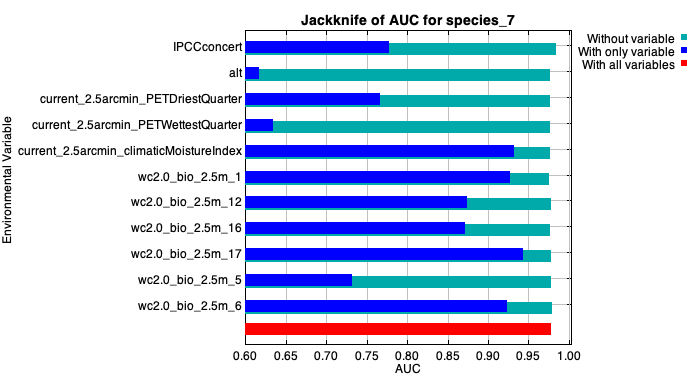 Jackknife of AUC for species_7
Without variable
With only variable
With all variables
Environmental Variable
IPCCconcert
alt
current_2.5arcmin_PETDriestQuarter
current_2.5arcmin_PETWettestQuarter
current_2.5arcmin_climaticMoistureIndex
wc2.0_bio_2.5m_1
wc2.0_bio_2.5m_12
wc2.0_bio_2.5m_16
wc2.0_bio_2.5m_17
wc2.0_bio_2.5m_5
wc2.0_bio_2.5m_6
0.60 0.65 0.70 0.75 0.80 0.85 0.90 0.95 1.00
AUC